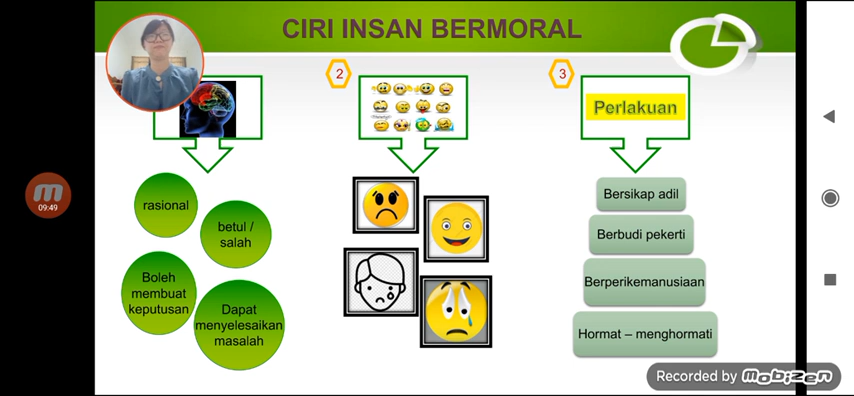 CIRI INSAN BERMORAL
2
3
Perlakuan
rasional
betul /
salah
Boleh
membuat
keputusan
Dapat
menyelesaikan
masalah
Bersikap adil
Berbudi pekerti
Berperikemanusiaan
Hormat – menghormati
09:49
Recorded by Mobizen